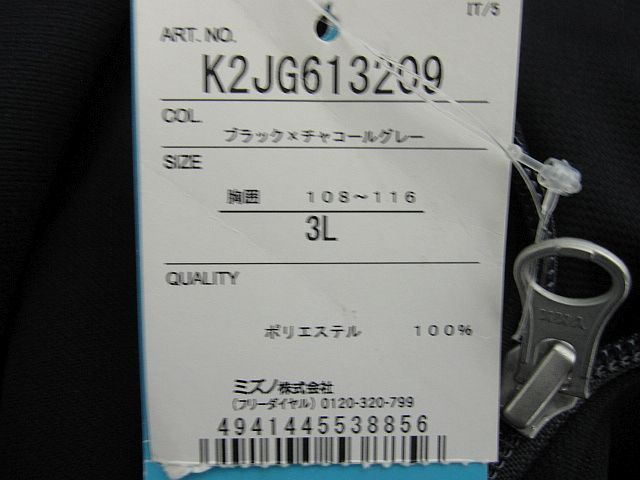 IT/5
ART. NO.
K2JG613209
COL.
ブラック×チャコールグレー
SIZE
胸囲 108～116
3L
QUALITY
ポリエステル 100%
ミズノ株式会社
(フリーダイヤル) 0120-320-799
4941445538856